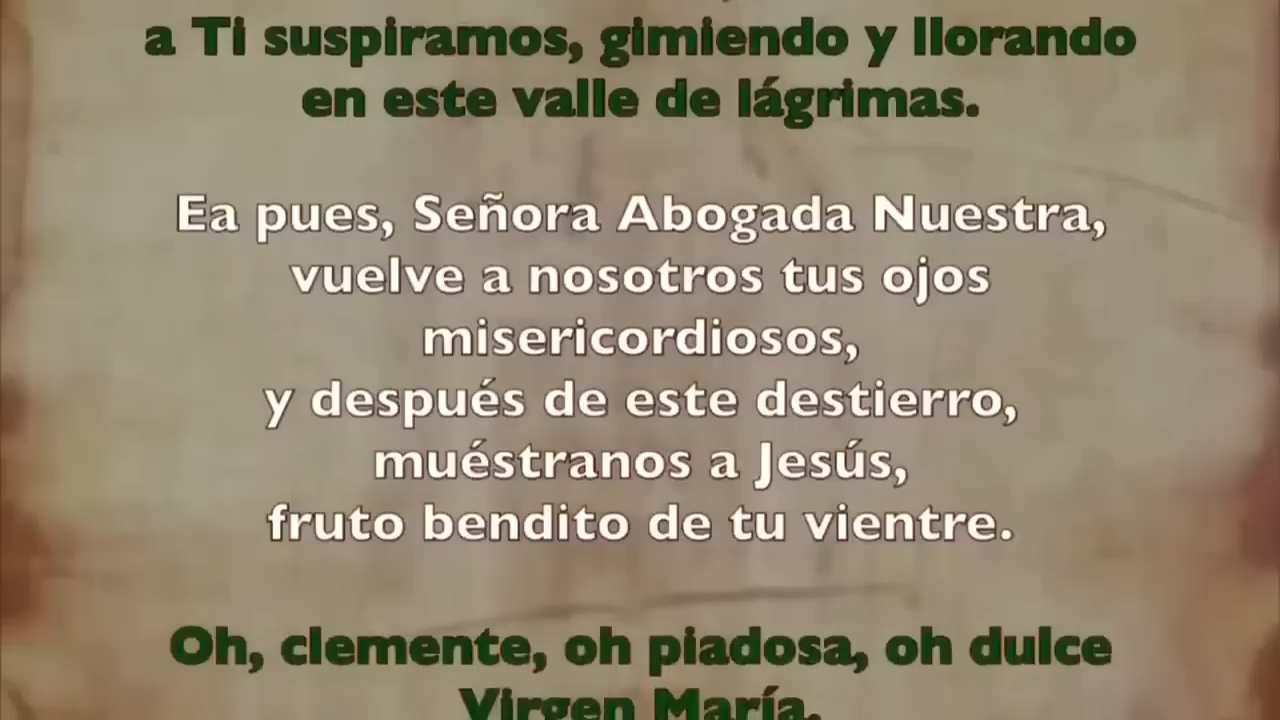 a Ti suspiramos, gimiendo y llorando
en este valle de lágrimas.
Ea pues, Señora Abogada Nuestra,
vuelve a nosotros tus ojos
misericordiosos,
y después de este destierro,
muéstranos a Jesús,
fruto bendito de tu vientre.
Oh, clemente, oh piadosa, oh dulce
Virgen María.